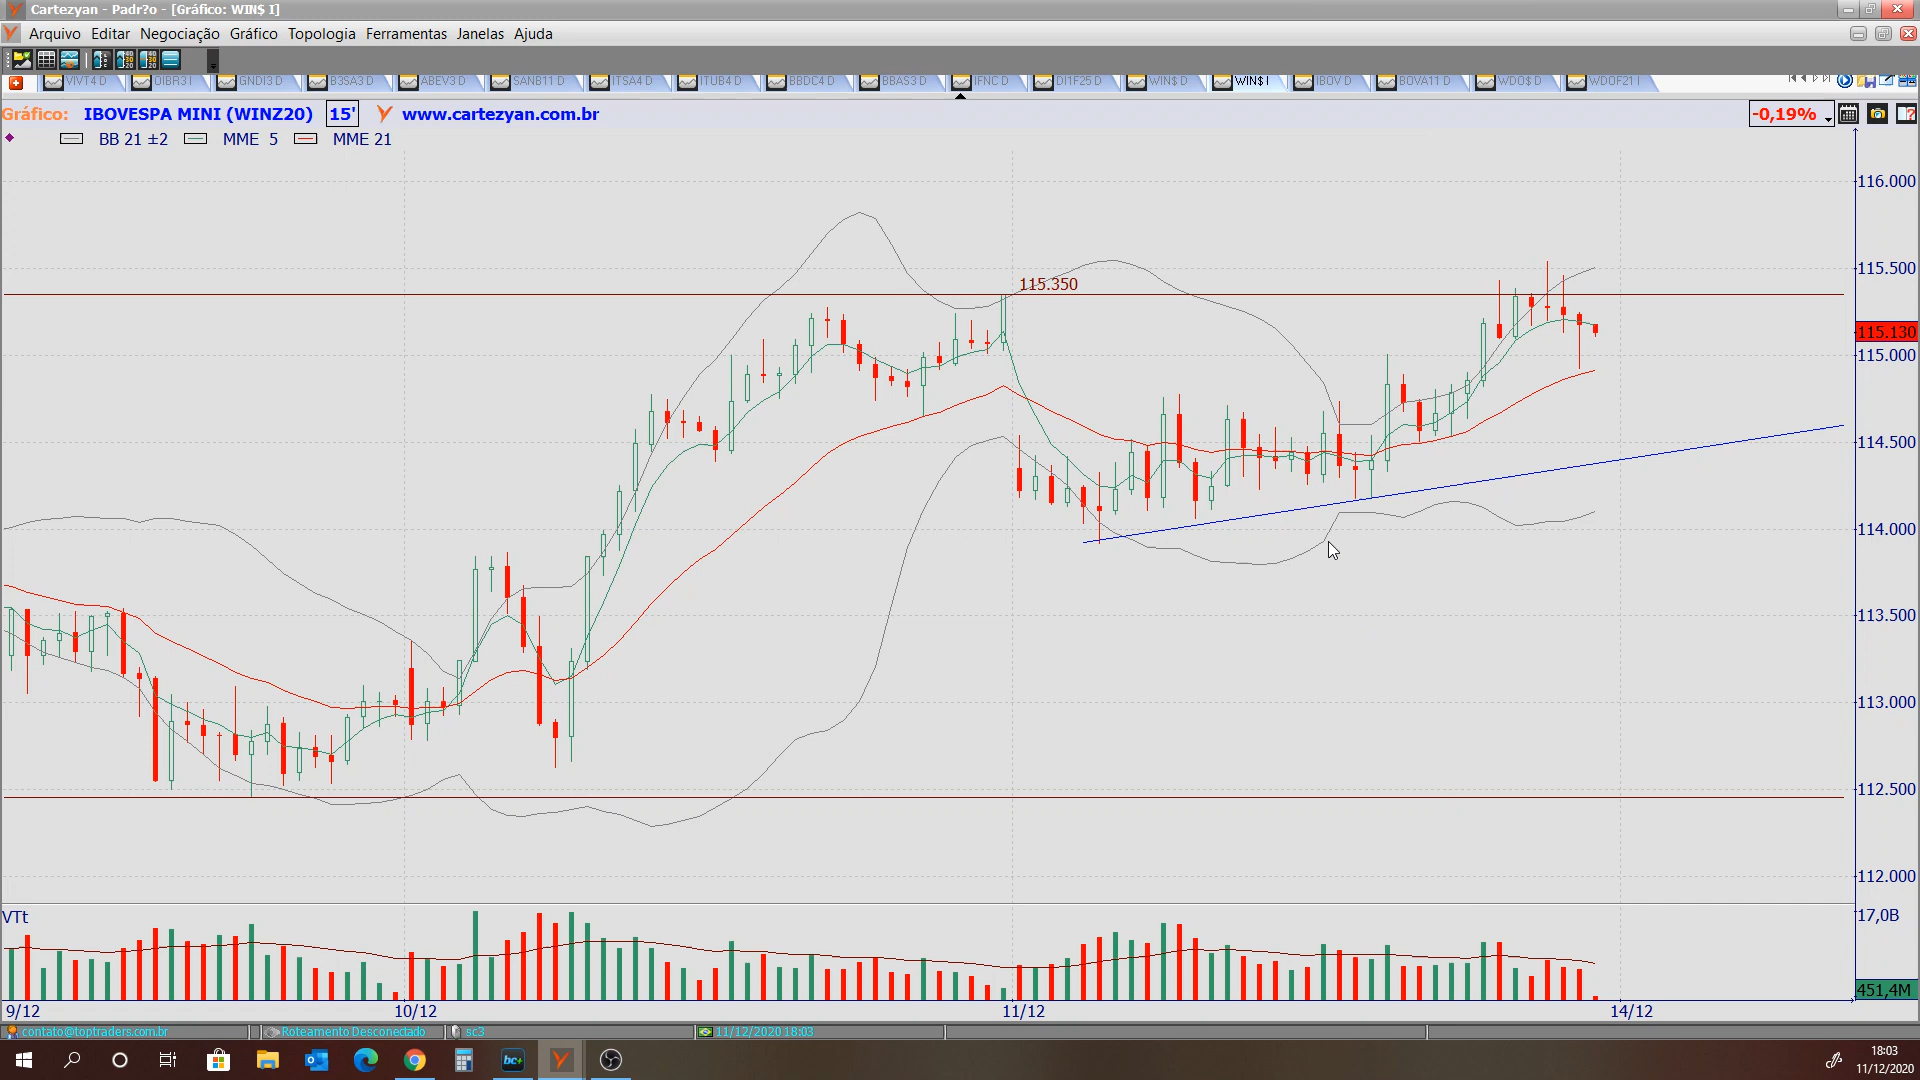 Cartezyan - Padr?o - [Gráfico: WIN$ I]
Arquivo Editar Negociação Gráfico Topologia Ferramentas Janelas Ajuda
VIVT4 D OIBR3 I GNDI3 D B3SA3 D ABEV3 D SANB11 D ITSA4 D ITUB4 D BBDC4 D BBAS3 D IFNC D DI1F25 D WIN$ D WIN$ I IBOV D BOVA11 D WDO$ D WDOF21 I
Gráfico: IBOVESPA MINI (WINZ20) 15' www.cartezyan.com.br -0,19%
BB 21 ±2 MME 5 MME 21
116.000
115.500
115.350
115.130
115.000
114.500
114.000
113.500
113.000
112.500
112.000
VTt 17,0B
451,4M
9/12 10/12 11/12 14/12
contato@toptraders.com.br Roteamento Desconectado sc3 11/12/2020 18:03
bc+
18:03
11/12/2020